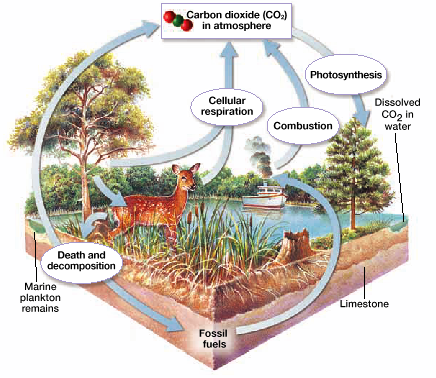 Carbon dioxide (CO₂)
in atmosphere
Photosynthesis
Cellular
respiration
Combustion
Dissolved
CO₂ in
water
Death and
decomposition
Marine
plankton
remains
Limestone
Fossil
fuels